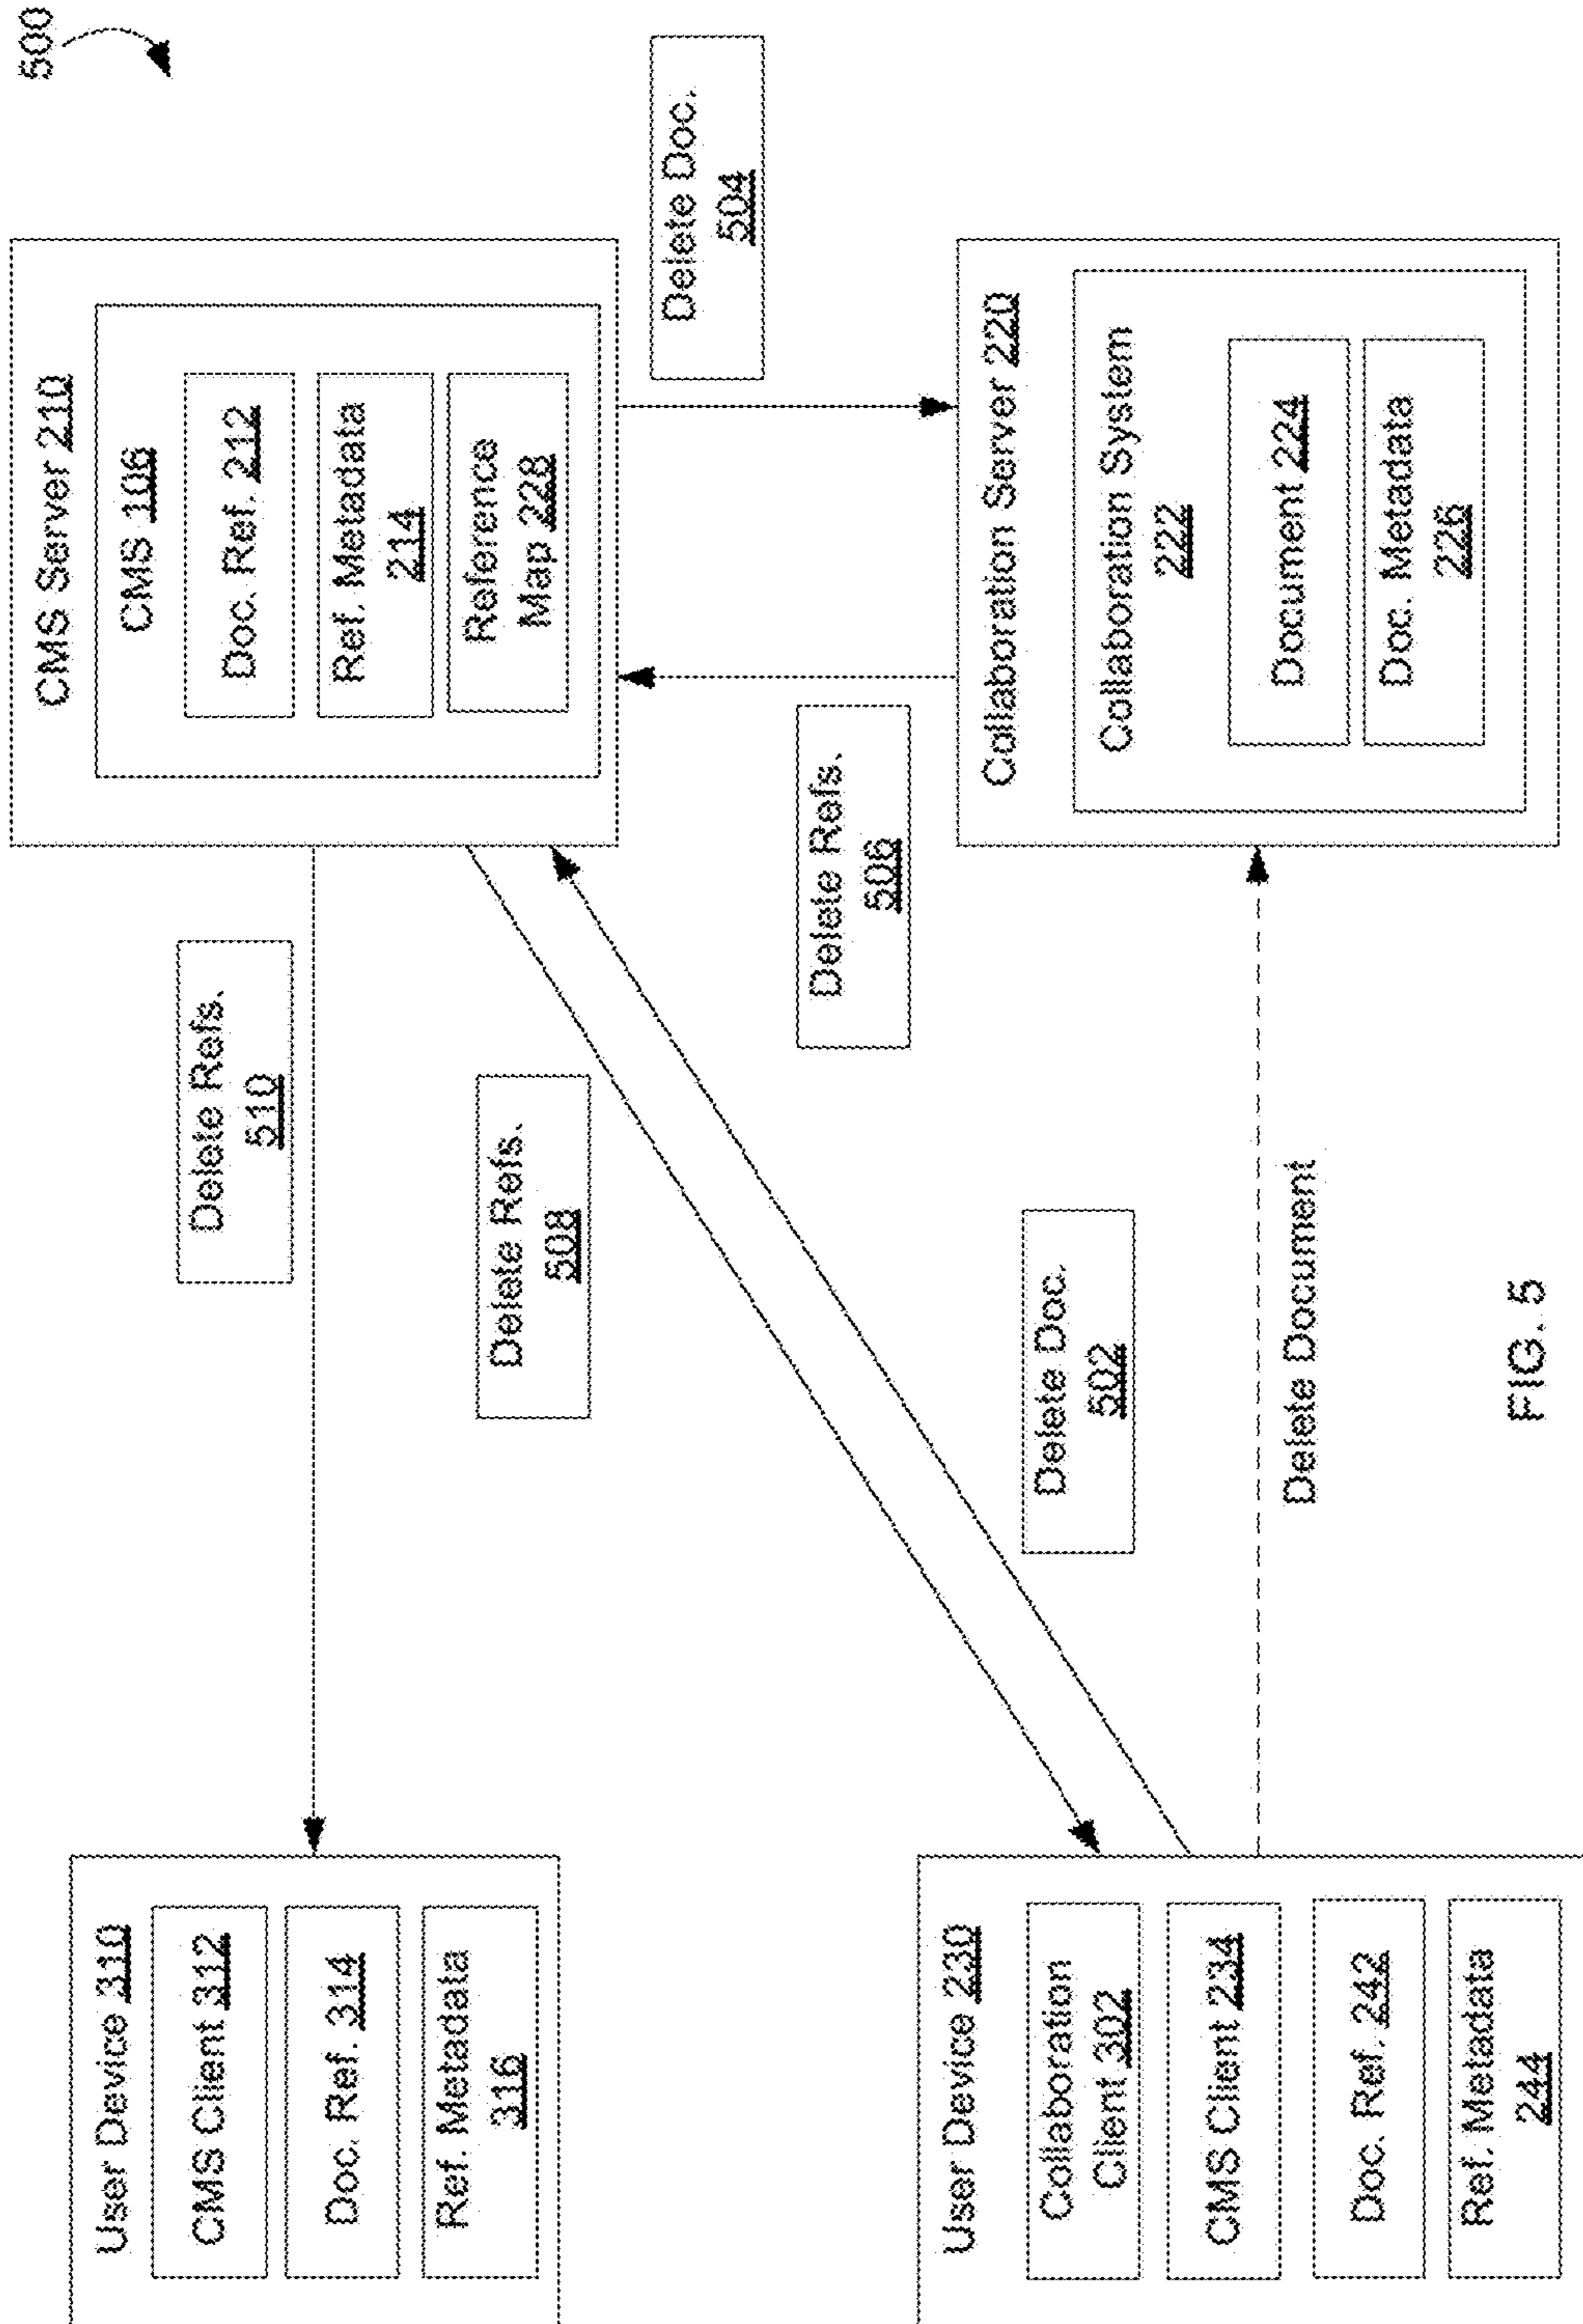 500
User Device 310
CMS Client 312
Doc. Ref. 314
Ref. Metadata
316
Delete Refs.
510
CMS Server 210
CMS 106
Doc. Ref. 212
Ref. Metadata
214
Reference
Map 228
Delete Refs.
508
Delete Refs.
506
Delete Doc.
504
Delete Doc.
502
User Device 230
Collaboration
Client 302
CMS Client 234
Doc. Ref. 242
Ref. Metadata
244
Delete Document
Collaboration Server 220
Collaboration System
222
Document 224
Doc. Metadata
226
FIG. 5